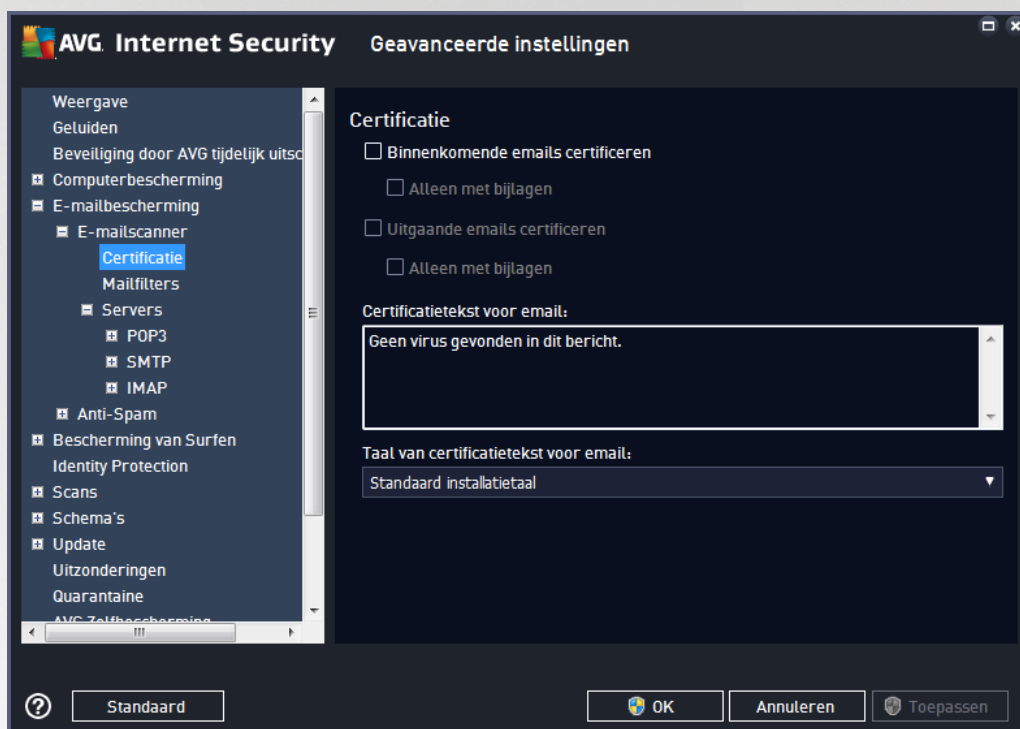 AVG. Internet Security
Geavanceerde instellingen
Weergave
Geluiden
Beveiliging door AVG tijdelijk uitsc
Computerbescherming
E-mailbescherming
E-mailscanner
Certificatie
Mailfilters
Servers
POP3
SMTP
IMAP
Anti-Spam
Bescherming van Surfen
Identity Protection
Scans
Schema's
Update
Uitzonderingen
Quarantaine
AVG Zelfbescherming
Certificatie
Binnenkomende emails certificeren
Alleen met bijlagen
Uitgaande emails certificeren
Alleen met bijlagen
Certificatietekst voor email:
Geen virus gevonden in dit bericht.
Taal van certificatietekst voor email:
Standaard installatietaal
Standaard
OK
Annuleren
Toepassen